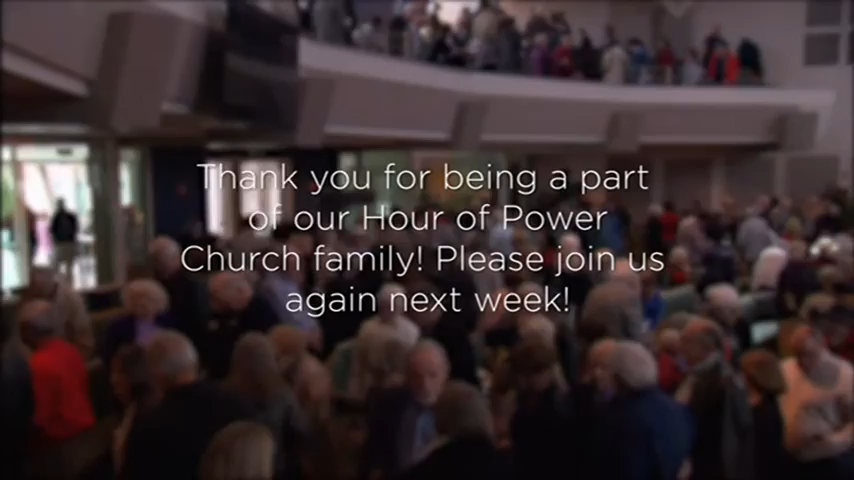 Thank you for being a part
of our Hour of Power
Church family! Please join us
again next week!